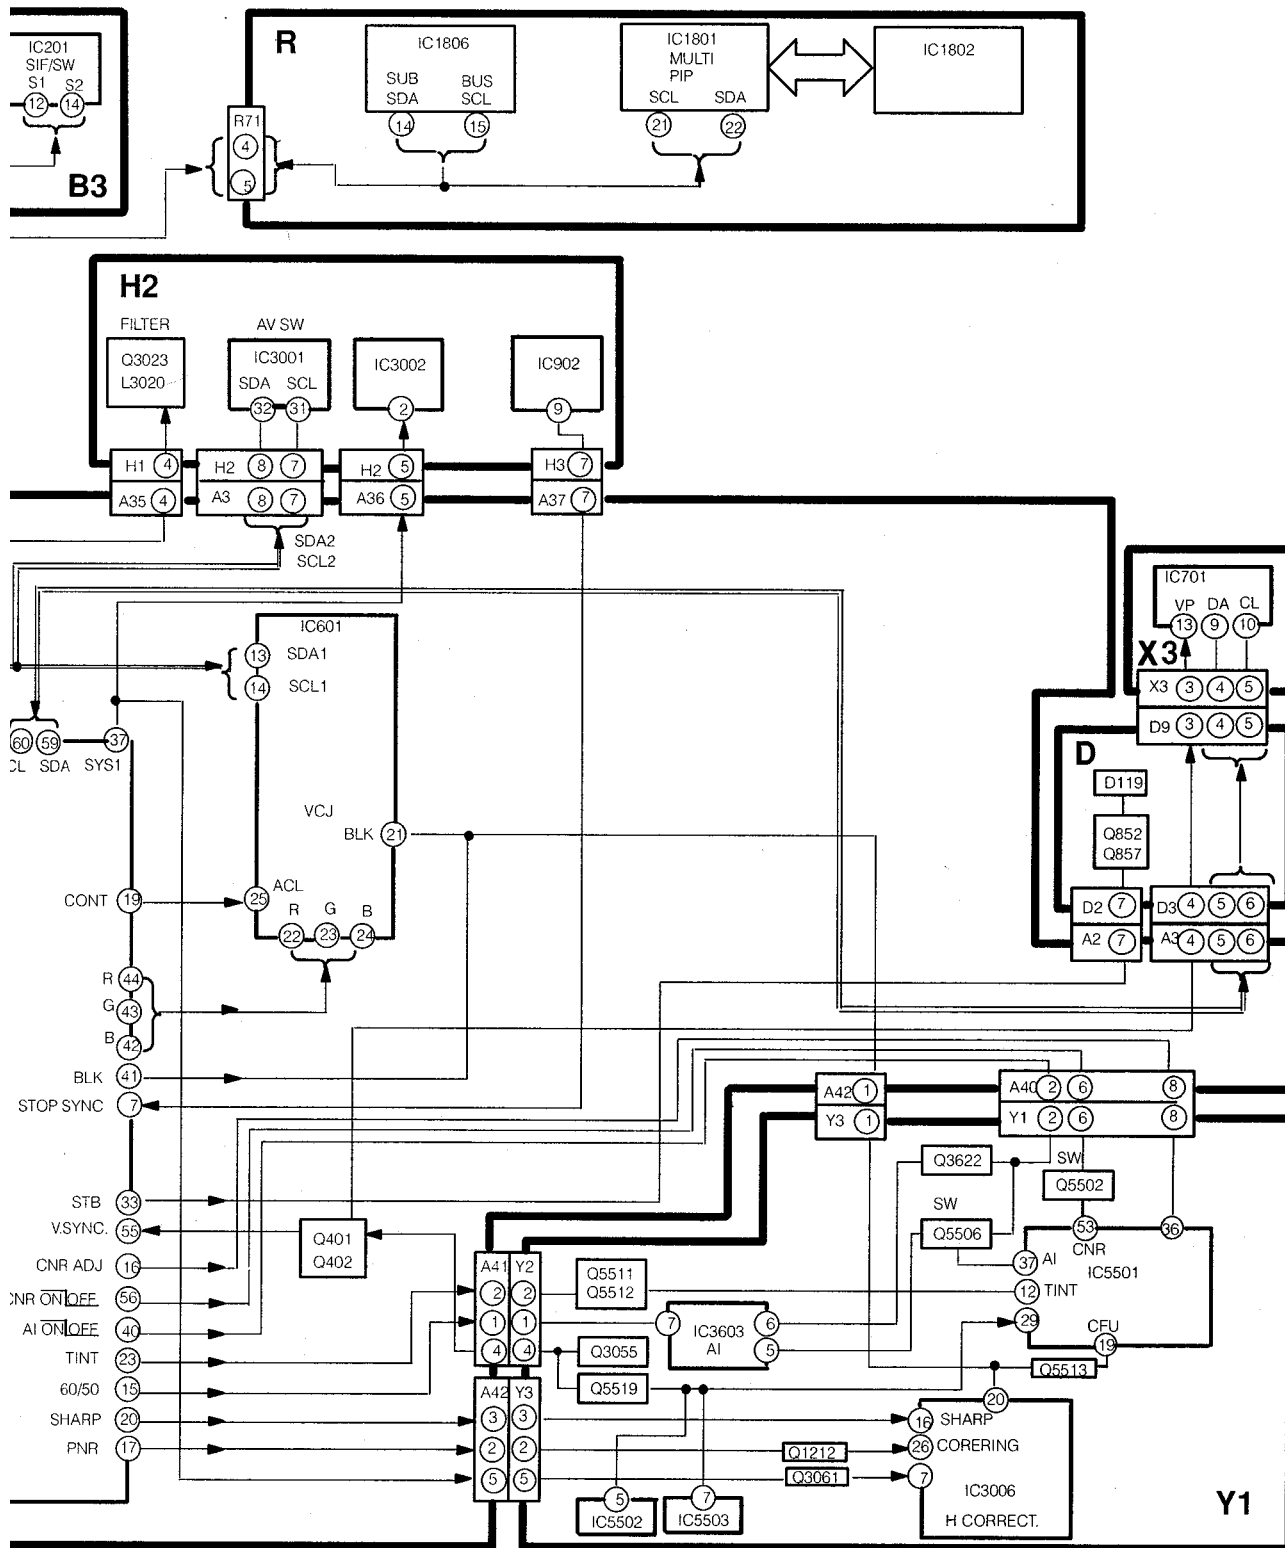 IC201
SIF/SW
S1 S2
12 14
B3
R
R71
4
5
IC1806
SUB BUS
SDA SCL
14 15
IC1801
MULTI
PIP
SCL SDA
21 22
IC1802
H2
FILTER
Q3023
L3020
AV SW
IC3001
SDA SCL
32 31
IC3002
2
IC902
9
H1 4
H2 8 7
H2 5
H3 7
A35 4
A3 8 7
A36 5
A37 7
SDA2
SCL2
IC701
VP DA CL
13 9 10
X3
X3 3 4 5
D9 3 4 5
D
D119
Q852
Q857
D2 7
D3 4 5 6
A2 7
A3 4 5 6
IC601
13 SDA1
14 SCL1
60 59 37
CL SDA SYS1
VCJ
BLK 21
ACL
25
R G B
22 23 24
CONT 19
R 44
G 43
B 42
BLK 41
STOP SYNC 7
STB 33
V.SYNC. 55
CNR ADJ 16
CNR ON OFF 56
AI ON OFF 40
TINT 23
60/50 15
SHARP 20
PNR 17
Q401
Q402
A42 1
Y3 1
A40 2 6 8
Y1 2 6 8
Q3622
SW
Q5502
SW
Q5506
53 36
CNR
37 AI
IC5501
12 TINT
29
CFU
19
Q5513
A41 Y2
2 2
1 1
4 4
Q5511
Q5512
7 IC3603 6
AI 5
Q3055
Q5519
A42 Y3
3 3
2 2
5 5
20
16 SHARP
26 CORERING
7
IC3006
H CORRECT.
Q1212
Q3061
5
IC5502
7
IC5503
Y1